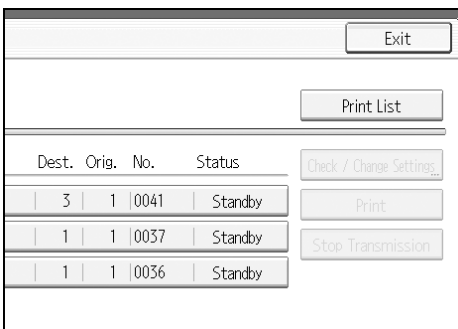 Exit
Print List
Dest. Orig. No. Status
Check / Change Settings
3 1 0041 Standby
Print
1 1 0037 Standby
Stop Transmission
1 1 0036 Standby